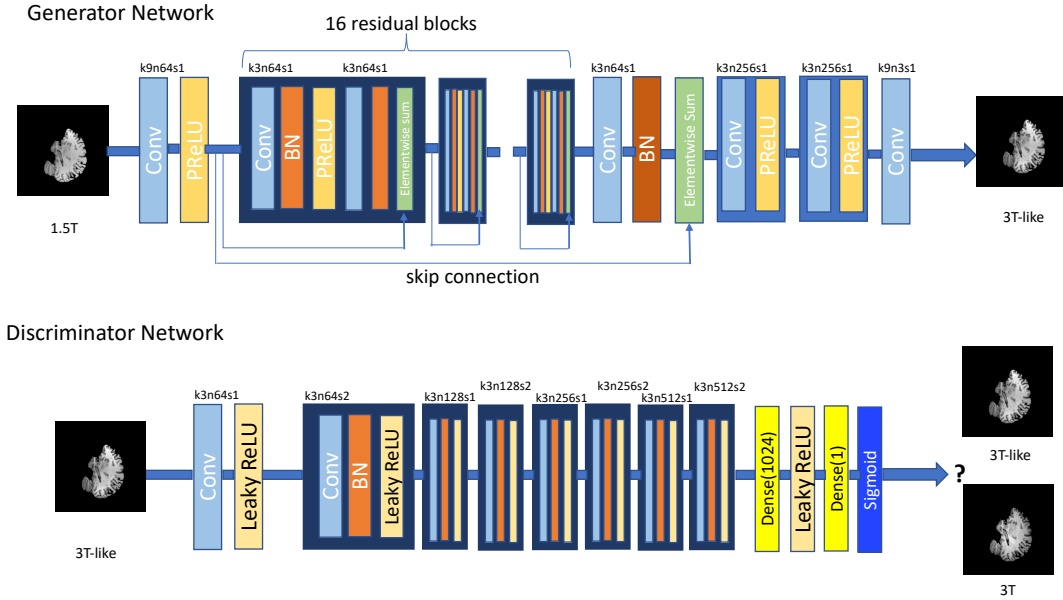 Generator Network
16 residual blocks
k9n64s1
k3n64s1
k3n64s1
k3n64s1
k3n256s1
k3n256s1
k9n3s1
Conv
PReLU
Conv
BN
PReLU
Elementwise sum
Conv
BN
Elementwise Sum
Conv
PReLU
Conv
PReLU
Conv
1.5T
3T-like
skip connection
Discriminator Network
k3n64s1
k3n64s2
k3n128s1
k3n128s2
k3n256s1
k3n256s2
k3n512s1
k3n512s2
Conv
Leaky ReLU
Conv
BN
Leaky ReLU
Dense(1024)
Leaky ReLU
Dense(1)
Sigmoid
?
3T-like
3T-like
3T